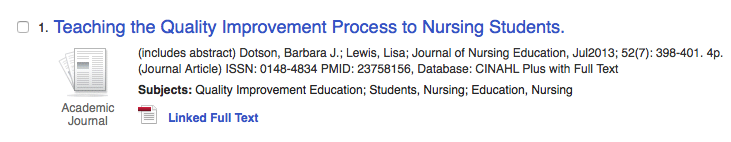 1. Teaching the Quality Improvement Process to Nursing Students.
(includes abstract) Dotson, Barbara J.; Lewis, Lisa; Journal of Nursing Education, Jul2013; 52(7): 398-401. 4p.
(Journal Article) ISSN: 0148-4834 PMID: 23758156, Database: CINAHL Plus with Full Text
Subjects: Quality Improvement Education; Students, Nursing; Education, Nursing
Academic
Journal
Linked Full Text